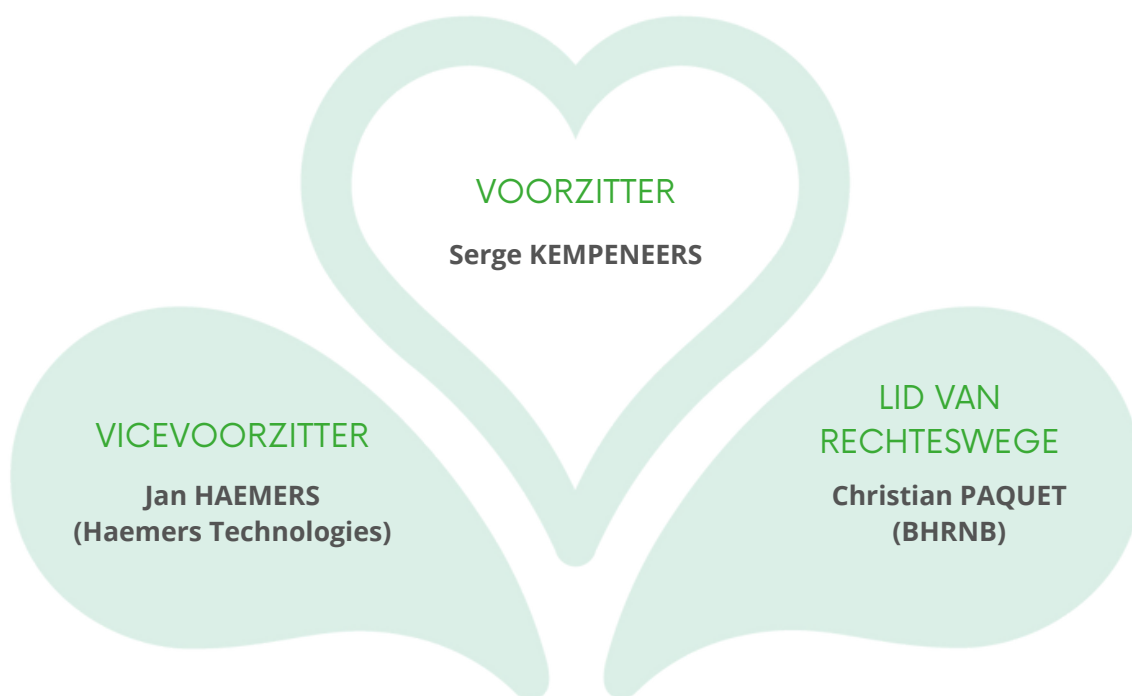 VOORZITTER
Serge KEMPENEERS
VICEVOORZITTER
Jan HAEMERS
(Haemers Technologies)
LID VAN
RECHTESWEGE
Christian PAQUET
(BHRNB)